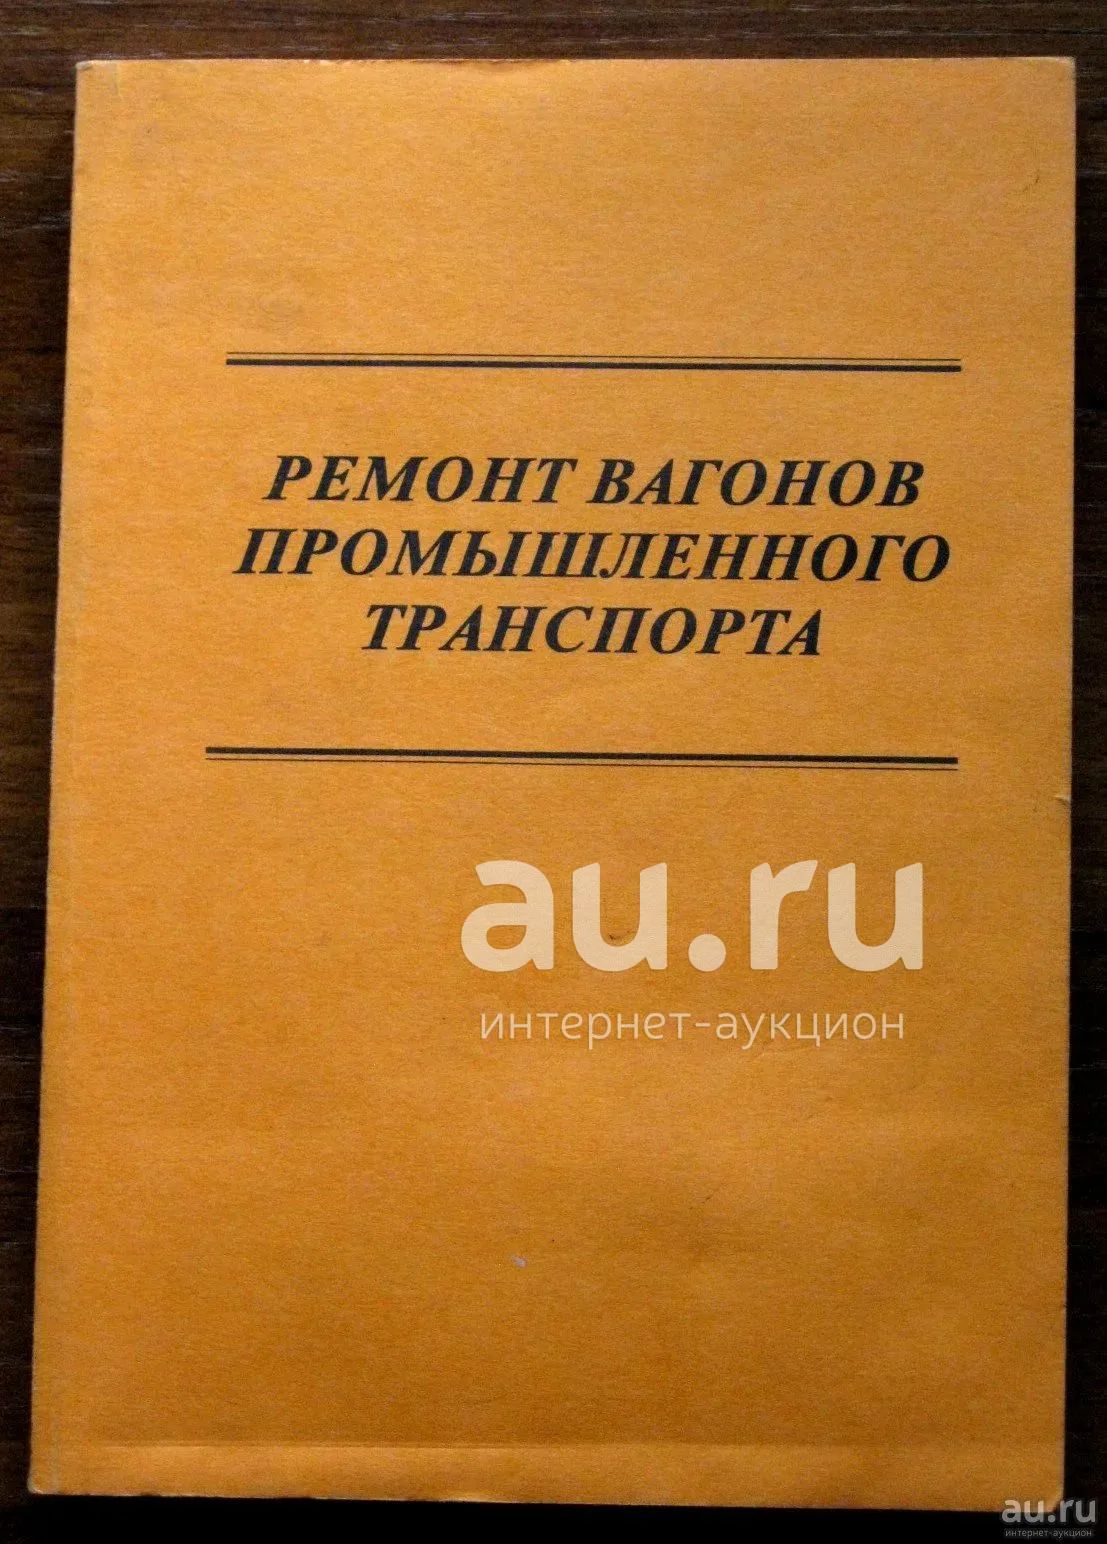 РЕМОНТ ВАГОНОВ
ПРОМЫШЛЕННОГО
ТРАНСПОРТА
au.ru
интернет-аукцион
au.ru
интернет-аукцион